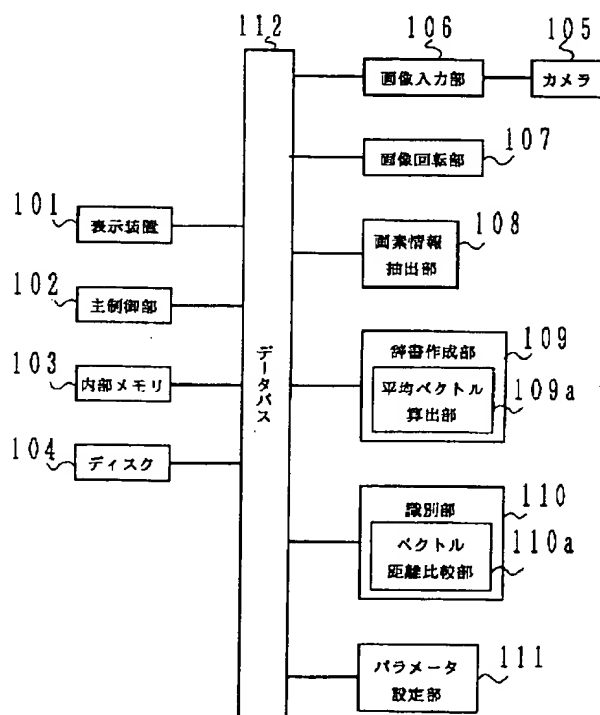 112
データバス
101
表示装置
102
主制御部
103
内部メモリ
104
ディスク
106
画像入力部
105
カメラ
107
画像回転部
108
画素情報
抽出部
109
辞書作成部
109a
平均ベクトル
算出部
110
識別部
110a
ベクトル
距離比較部
111
パラメータ
設定部